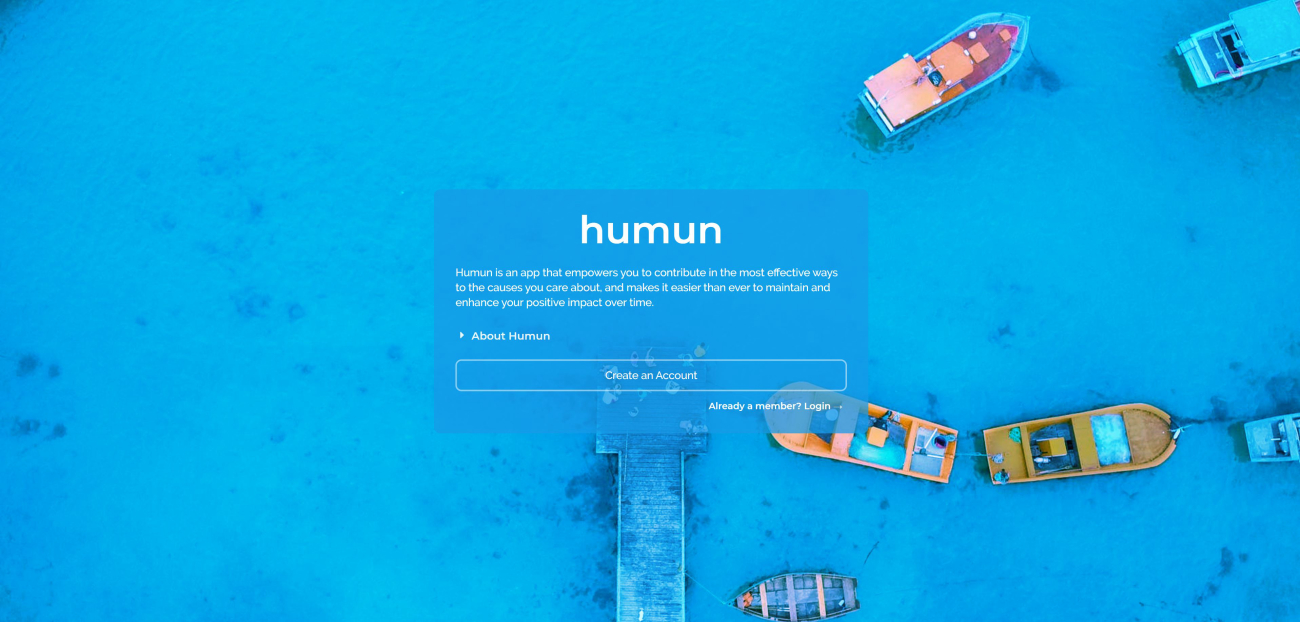 humun
Humun is an app that empowers you to contribute in the most effective ways
to the causes you care about, and makes it easier than ever to maintain and
enhance your positive impact over time.
About Humun
Create an Account
Already a member? Login →